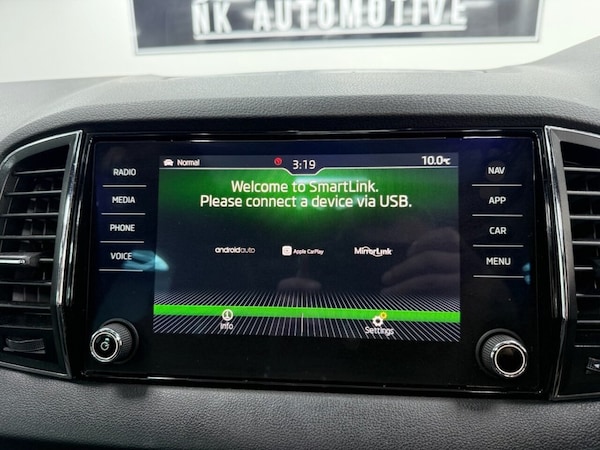 NK AUTOMOTIVE
RADIO
MEDIA
PHONE
VOICE
Normal
3:19
10.0°C
Welcome to SmartLink.
Please connect a device via USB.
androidauto
Apple CarPlay
MirrorLink
Info
Settings
NAV
APP
CAR
MENU